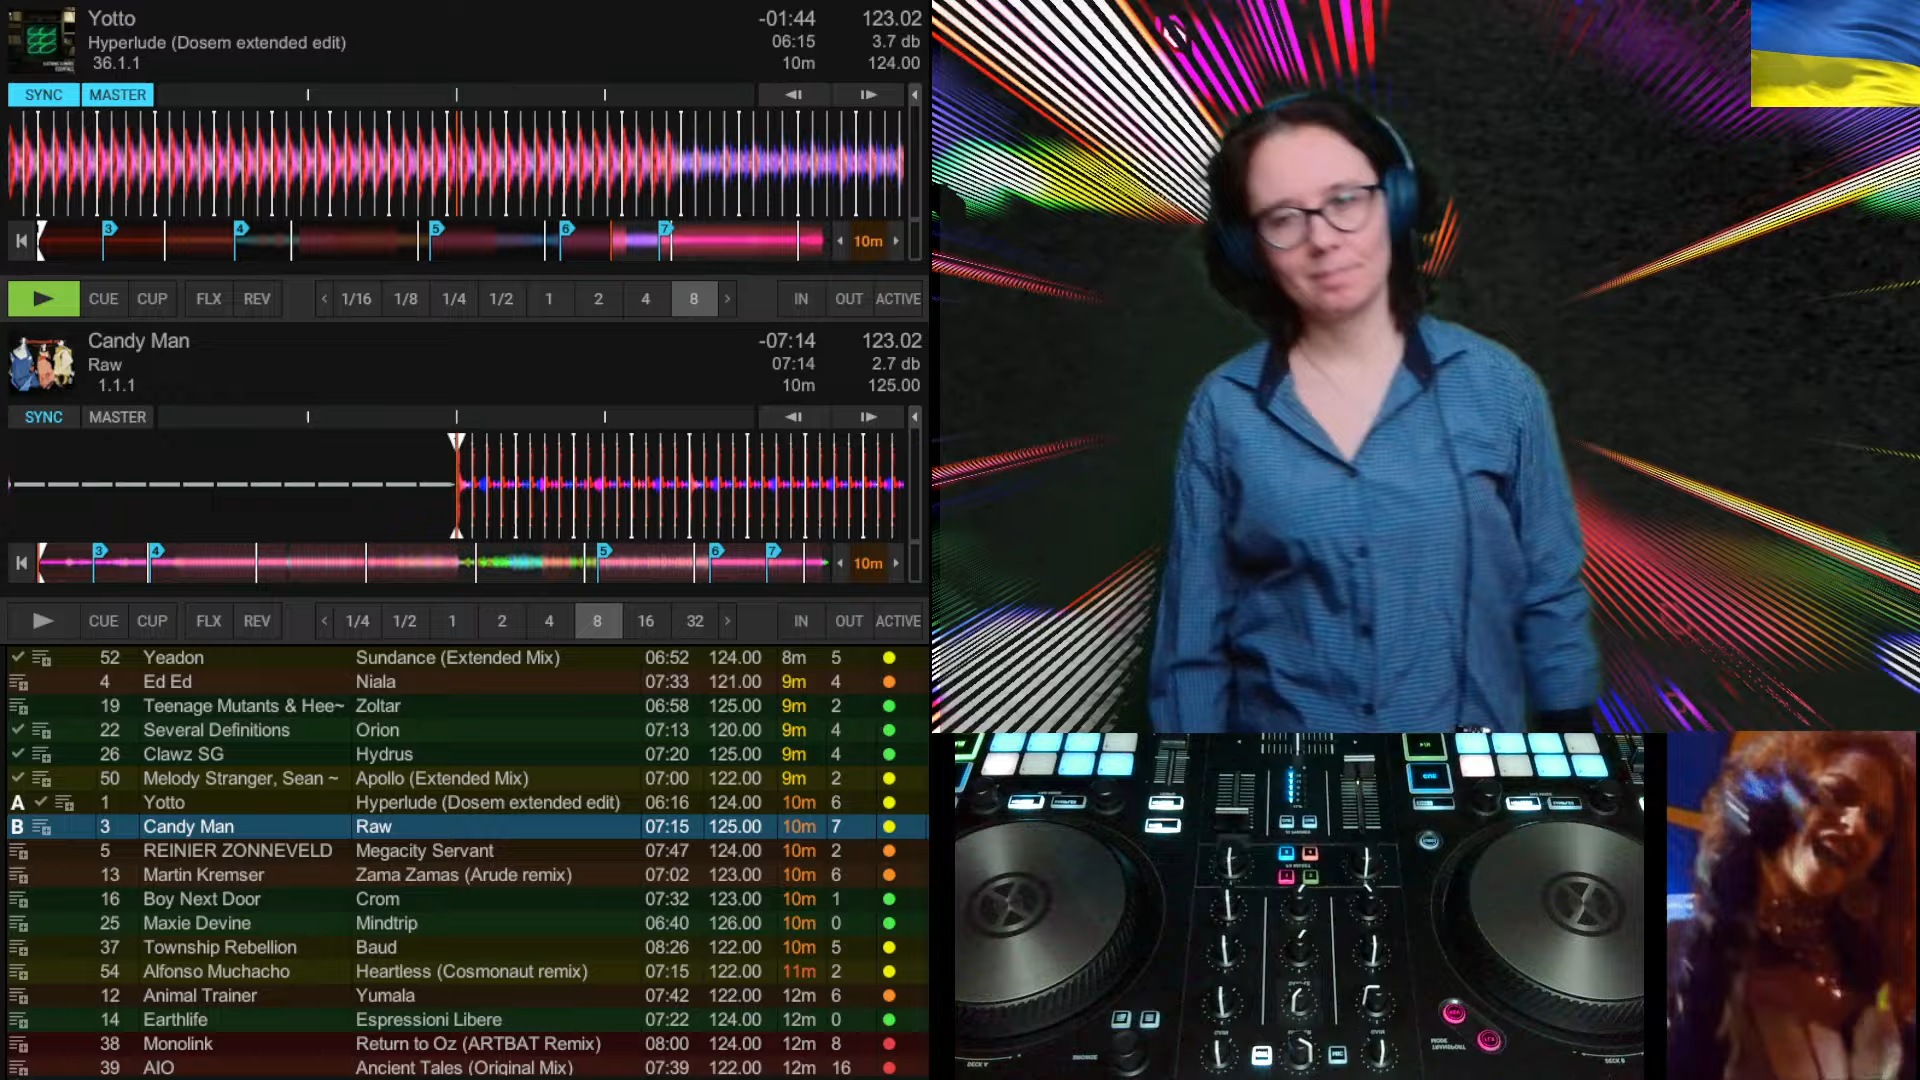 Yotto -01:44 123.02
Hyperlude (Dosem extended edit) 06:15 3.7 db
36.1.1 10m 124.00
SYNC MASTER
3 4 5 6 7 10m
CUE CUP FLX REV 1/16 1/8 1/4 1/2 1 2 4 8 IN OUT ACTIVE
Candy Man -07:14 123.02
Raw 07:14 2.7 db
1.1.1 10m 125.00
SYNC MASTER
3 4 5 6 7 10m
CUE CUP FLX REV 1/4 1/2 1 2 4 8 16 32 IN OUT ACTIVE
52 Yeadon Sundance (Extended Mix) 06:52 124.00 8m 5
4 Ed Ed Niala 07:33 121.00 9m 4
19 Teenage Mutants & Hee~ Zoltar 06:58 125.00 9m 2
22 Several Definitions Orion 07:13 120.00 9m 4
26 Clawz SG Hydrus 07:20 125.00 9m 4
50 Melody Stranger, Sean ~ Apollo (Extended Mix) 07:00 122.00 9m 2
A 1 Yotto Hyperlude (Dosem extended edit) 06:16 124.00 10m 6
B 3 Candy Man Raw 07:15 125.00 10m 7
5 REINIER ZONNEVELD Megacity Servant 07:47 124.00 10m 2
13 Martin Kremser Zama Zamas (Arude remix) 07:02 123.00 10m 6
16 Boy Next Door Crom 07:32 123.00 10m 1
25 Maxie Devine Mindtrip 06:40 126.00 10m 0
37 Township Rebellion Baud 08:26 122.00 10m 5
54 Alfonso Muchacho Heartless (Cosmonaut remix) 07:15 122.00 11m 2
12 Animal Trainer Yumala 07:42 122.00 12m 6
14 Earthlife Espressioni Libere 07:22 124.00 12m 0
38 Monolink Return to Oz (ARTBAT Remix) 08:00 124.00 12m 8
39 AIO Ancient Tales (Original Mix) 07:39 122.00 12m 16